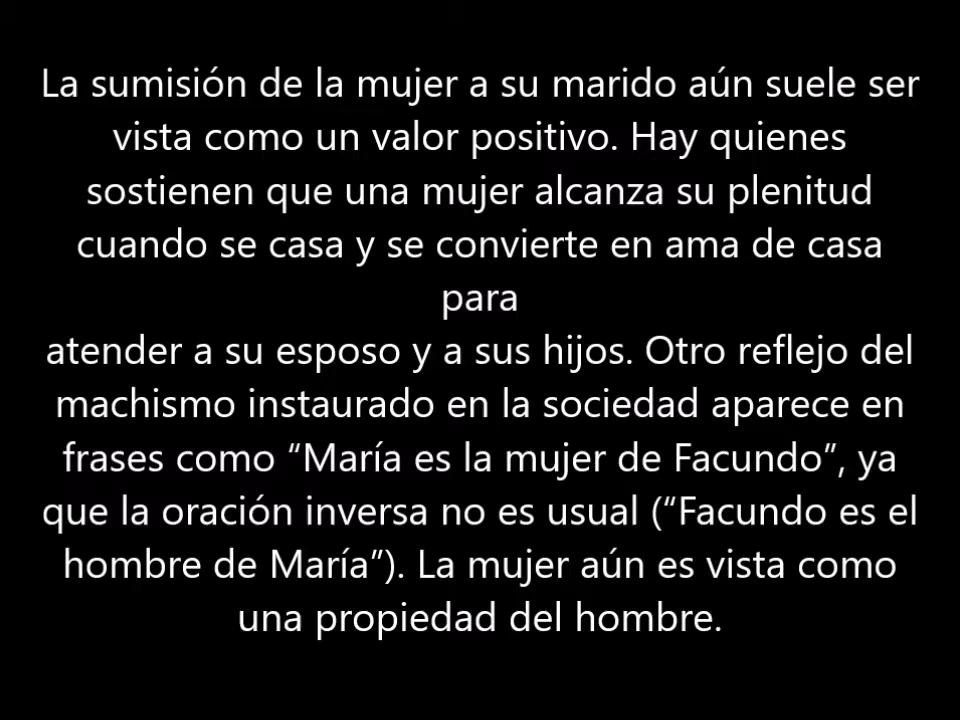 La sumisión de la mujer a su marido aún suele ser
vista como un valor positivo. Hay quienes
sostienen que una mujer alcanza su plenitud
cuando se casa y se convierte en ama de casa
para
atender a su esposo y a sus hijos. Otro reflejo del
machismo instaurado en la sociedad aparece en
frases como “María es la mujer de Facundo”, ya
que la oración inversa no es usual (“Facundo es el
hombre de María”). La mujer aún es vista como
una propiedad del hombre.